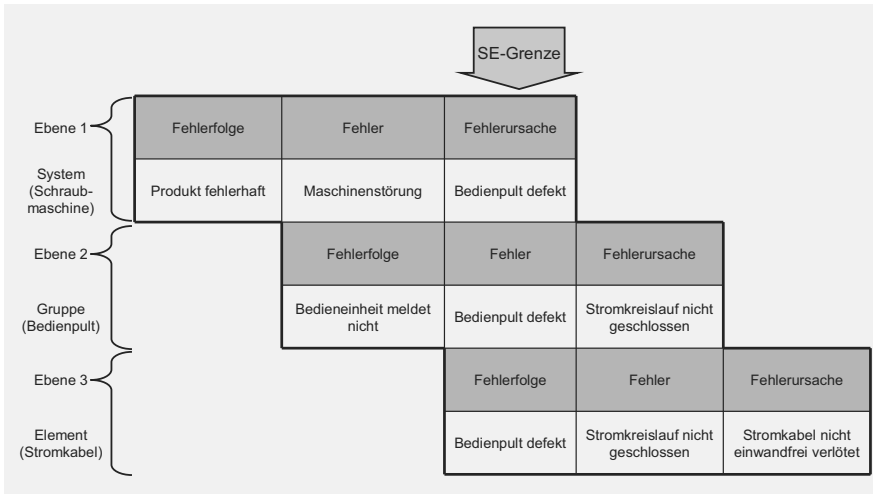 SE-Grenze
Ebene 1
Fehlerfolge
Fehler
Fehlerursache
System
(Schraub-
maschine)
Produkt fehlerhaft
Maschinenstörung
Bedienpult defekt
Ebene 2
Fehlerfolge
Fehler
Fehlerursache
Gruppe
(Bedienpult)
Bedieneinheit meldet
nicht
Bedienpult defekt
Stromkreislauf nicht
geschlossen
Ebene 3
Fehlerfolge
Fehler
Fehlerursache
Element
(Stromkabel)
Bedienpult defekt
Stromkreislauf nicht
geschlossen
Stromkabel nicht
einwandfrei verlötet